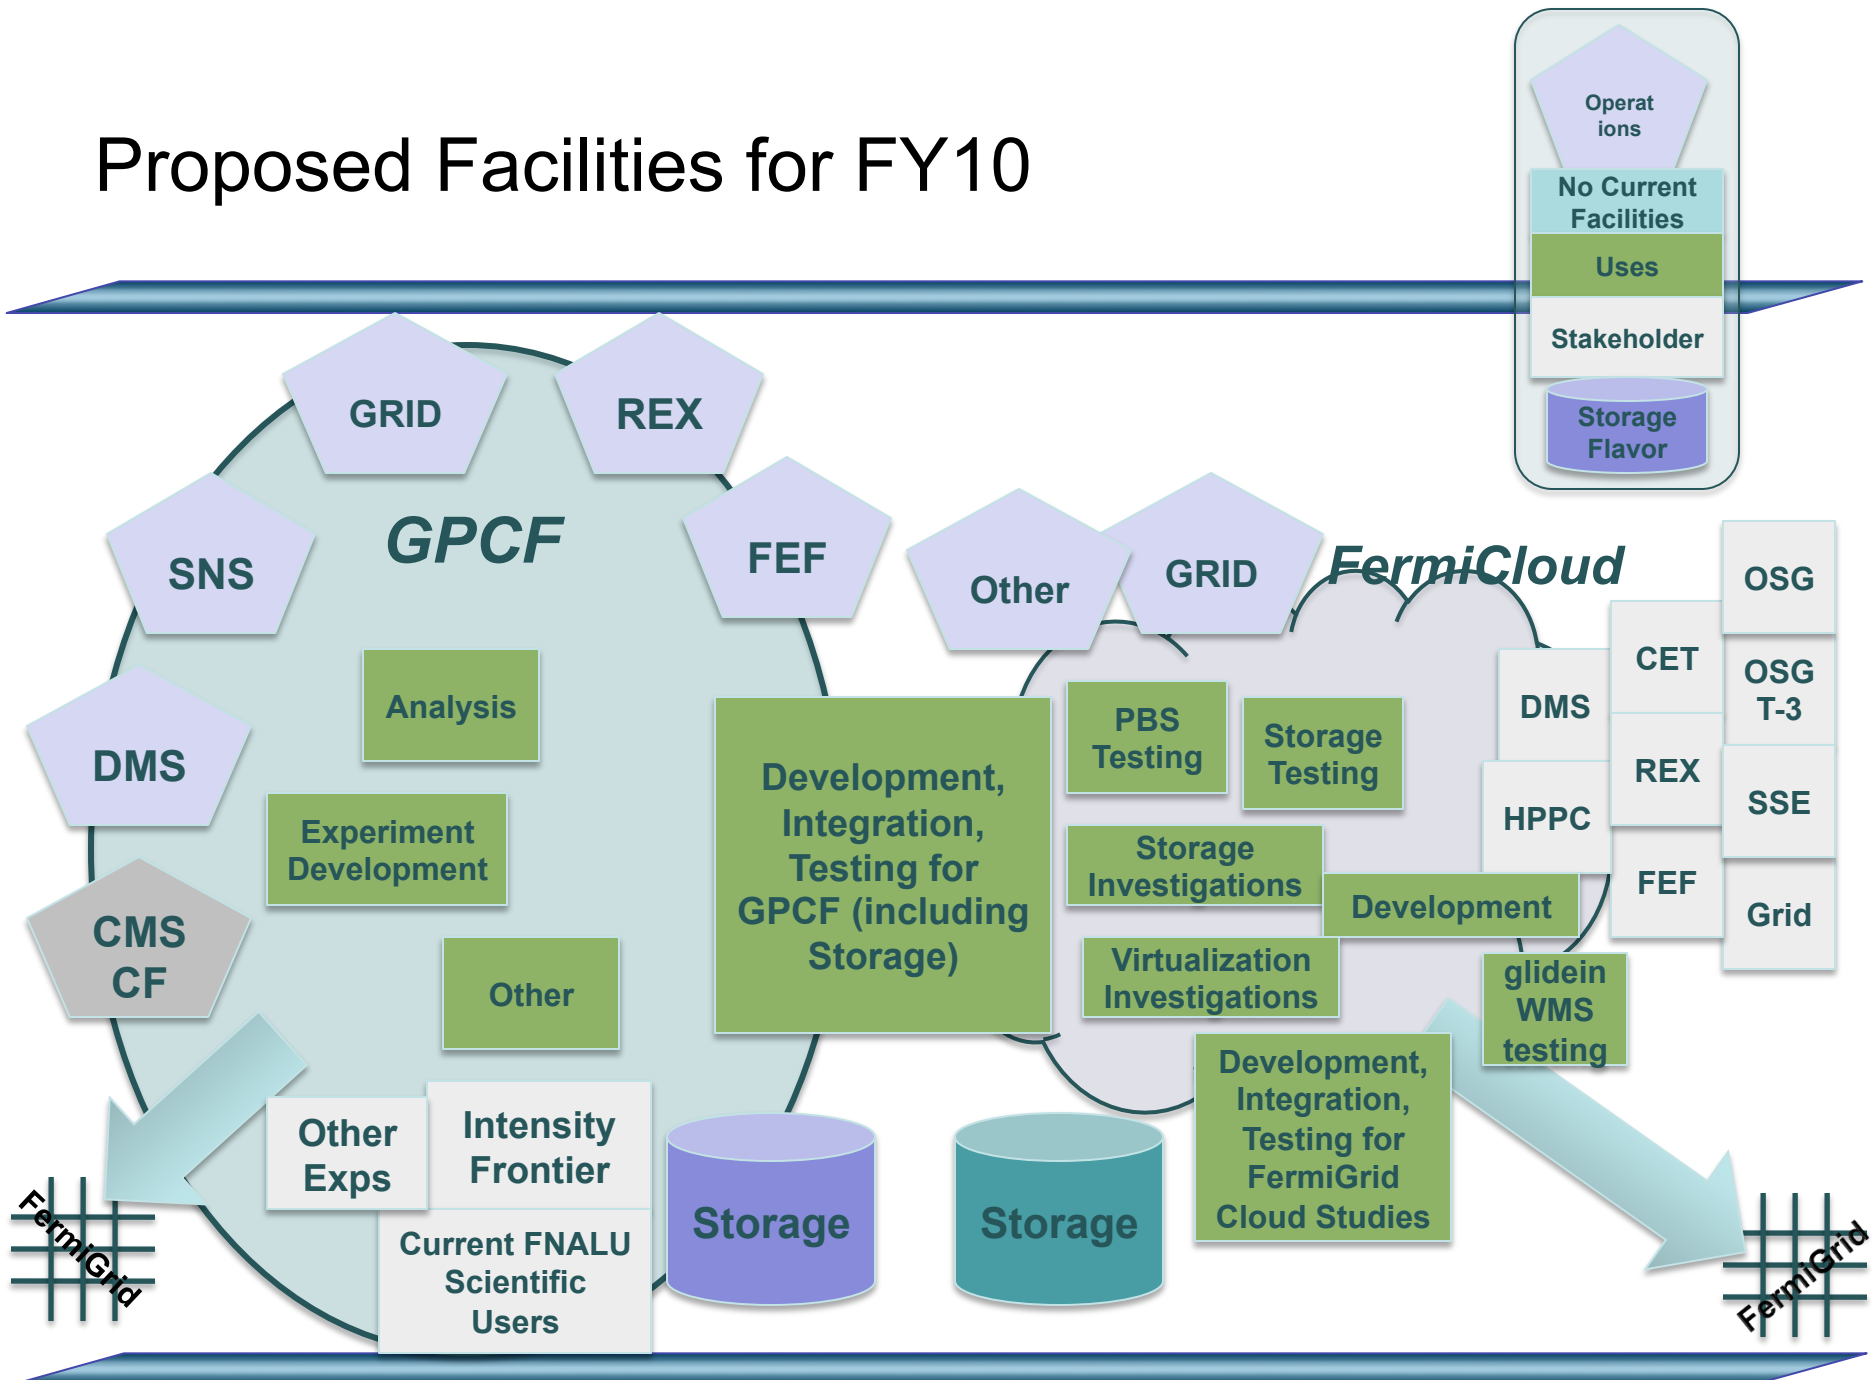 Proposed Facilities for FY10
Operat
ions
No Current
Facilities
Uses
Stakeholder
Storage
Flavor
GRID
REX
SNS
GPCF
FEF
DMS
CMS
CF
Analysis
Experiment
Development
Other
Other
Exps
Intensity
Frontier
Current FNALU
Scientific
Users
FermiGrid
Storage
Development,
Integration,
Testing for
GPCF (including
Storage)
Other
GRID
FermiCloud
PBS
Testing
Storage
Testing
Storage
Investigations
Development
Virtualization
Investigations
glidein
WMS
testing
Development,
Integration,
Testing for
FermiGrid
Cloud Studies
Storage
DMS
HPPC
CET
REX
FEF
OSG
OSG
T-3
SSE
Grid
FermiGrid